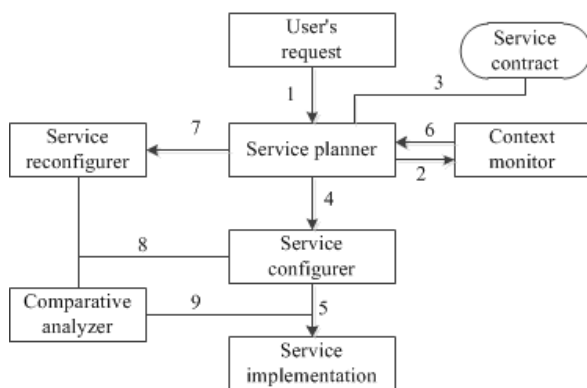 User's
request
Service
contract
1
3
Service
reconfigurer
7
Service planner
6
2
Context
monitor
4
8
Service
configurer
Comparative
analyzer
9
5
Service
implementation